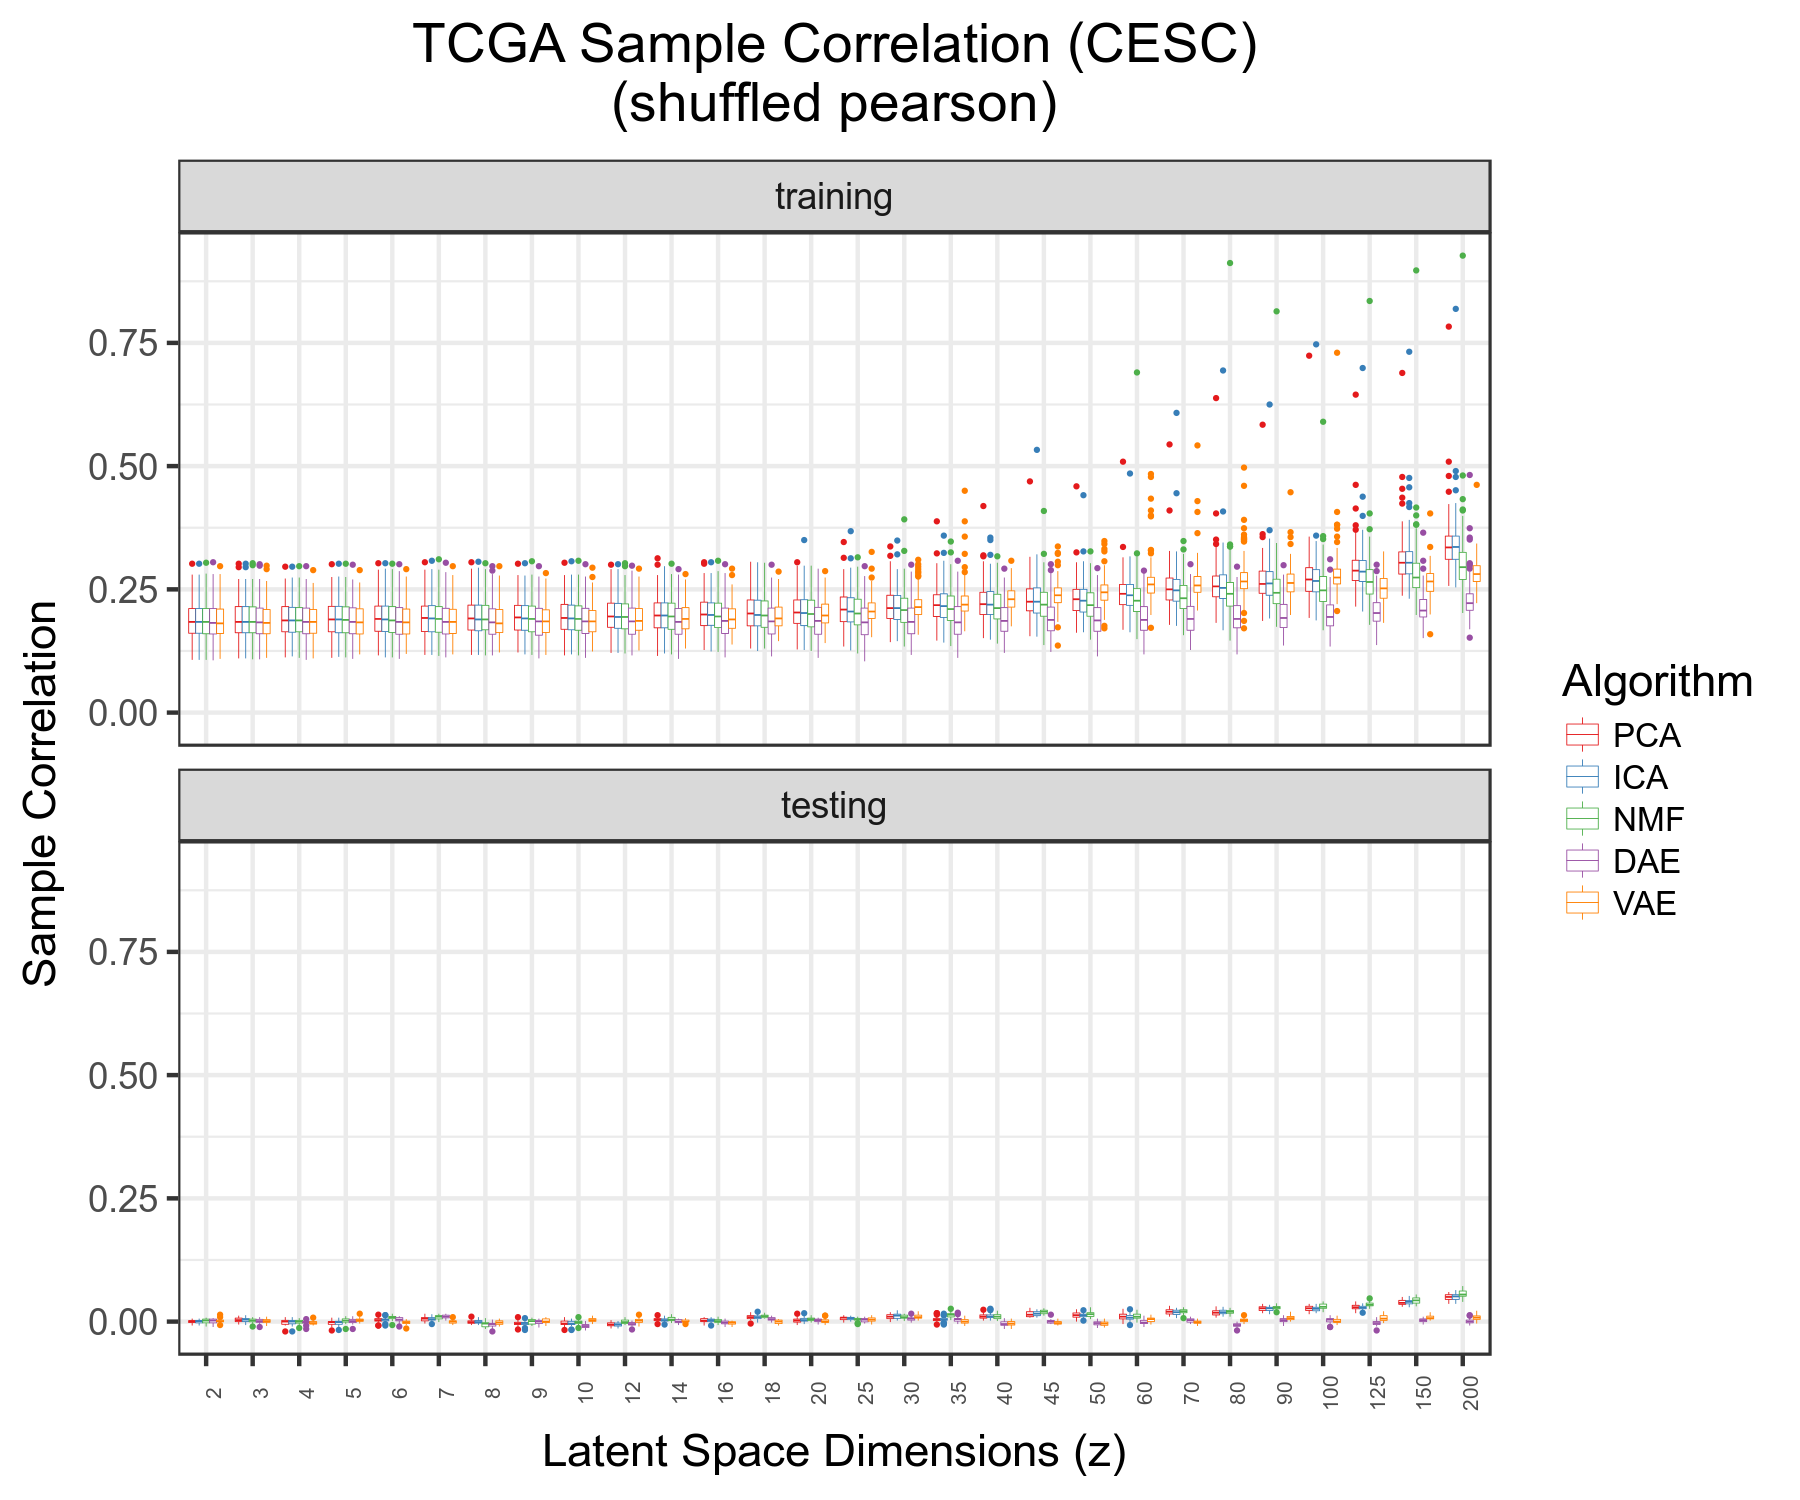 TCGA Sample Correlation (CESC)
(shuffled pearson)
training
0.75
0.50
0.25
0.00
testing
0.75
0.50
0.25
0.00
Sample Correlation
2 3 4 5 6 7 8 9 10 12 14 16 18 20 25 30 35 40 45 50 60 70 80 90 100 125 150 200
Latent Space Dimensions (z)
Algorithm
PCA
ICA
NMF
DAE
VAE